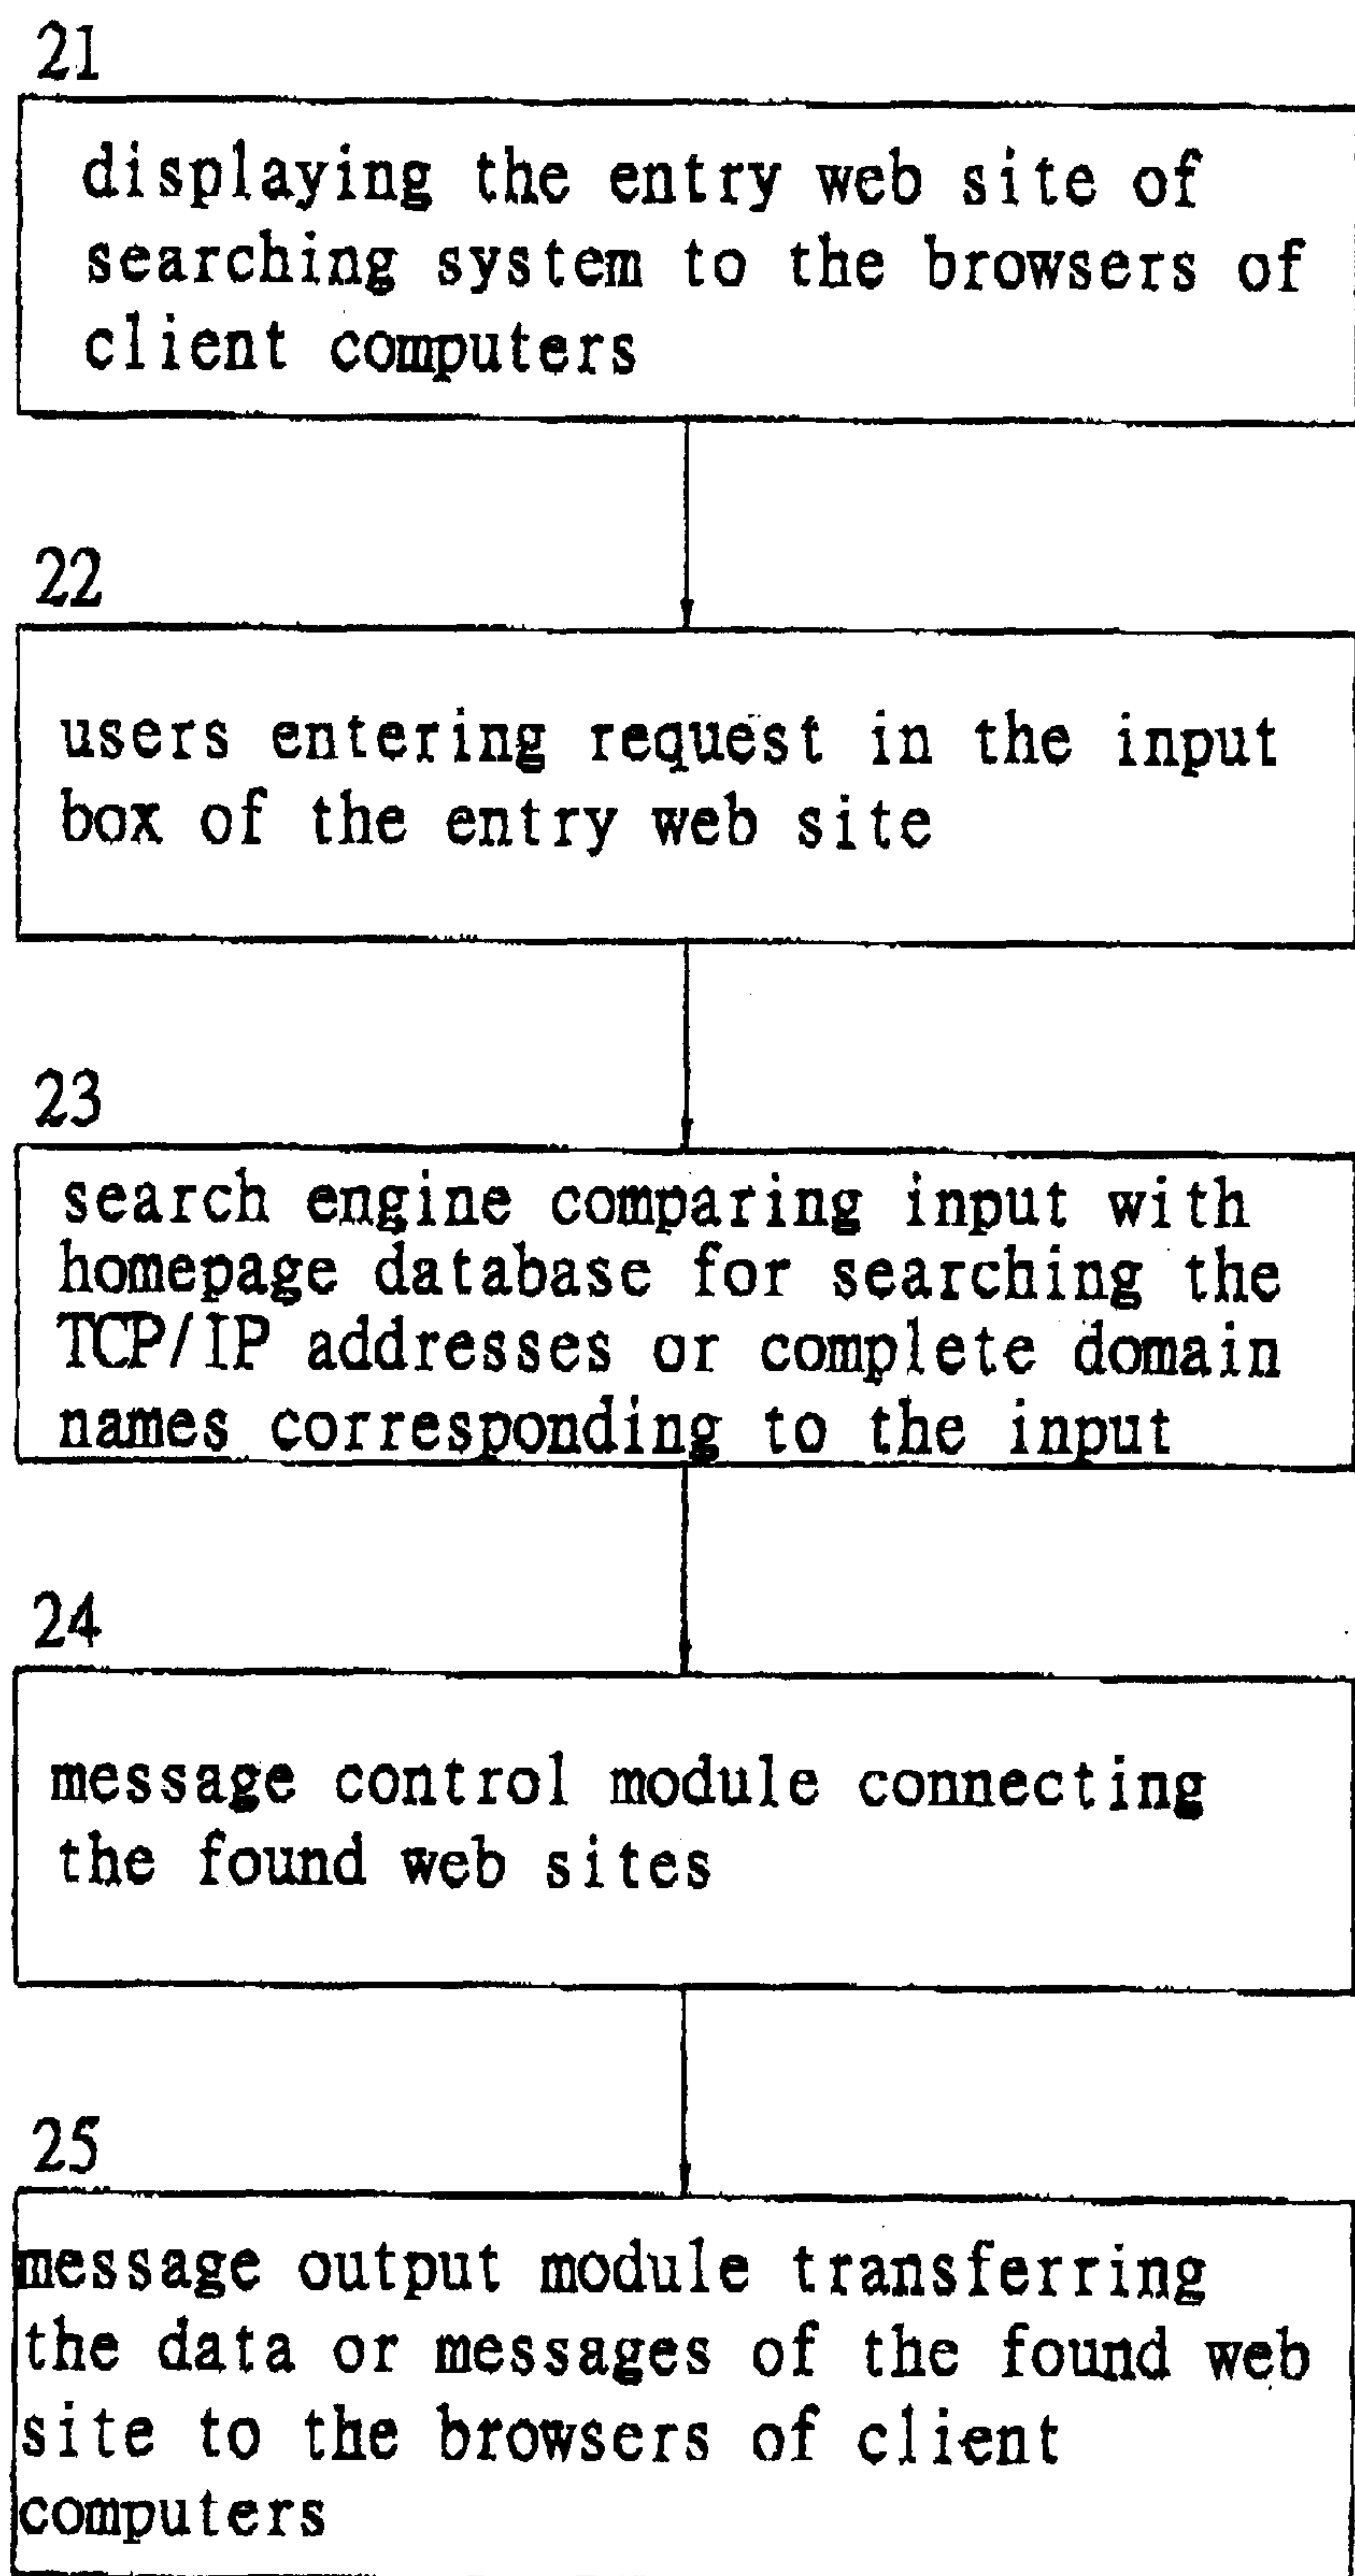 21
displaying the entry web site of
searching system to the browsers of
client computers
22
users entering request in the input
box of the entry web site
23
search engine comparing input with
homepage database for searching the
TCP/IP addresses or complete domain
names corresponding to the input
24
message control module connecting
the found web sites
25
message output module transferring
the data or messages of the found web
site to the browsers of client
computers